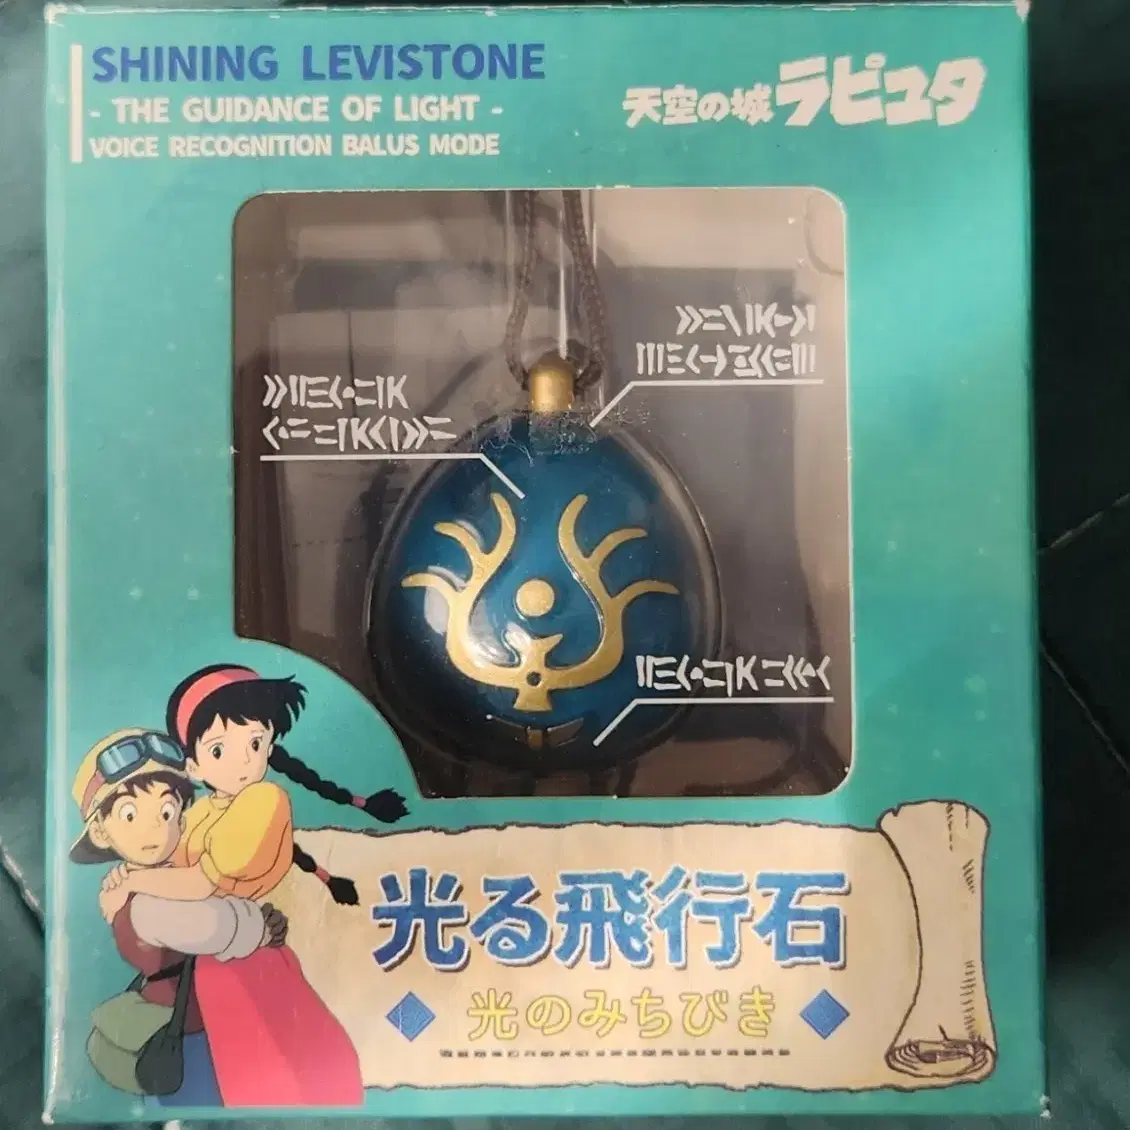 SHINING LEVISTONE
- THE GUIDANCE OF LIGHT -
VOICE RECOGNITION BALUS MODE
天空の城ラピュタ
光る飛行石
◆ 光のみちびき ◆